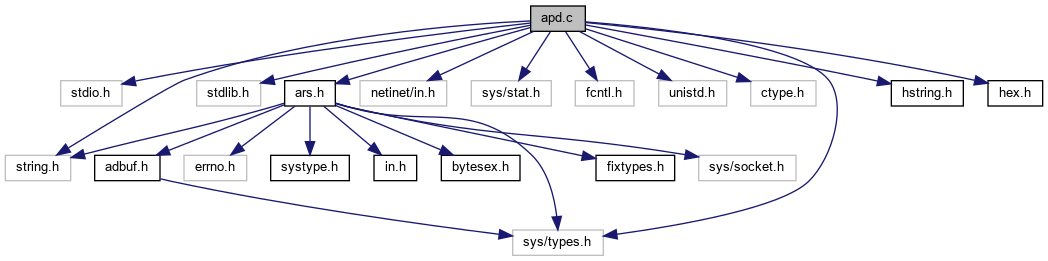 apd.c
stdio.h
stdlib.h
ars.h
netinet/in.h
sys/stat.h
fcntl.h
unistd.h
ctype.h
hstring.h
hex.h
string.h
adbuf.h
errno.h
systype.h
in.h
bytesex.h
fixtypes.h
sys/socket.h
sys/types.h